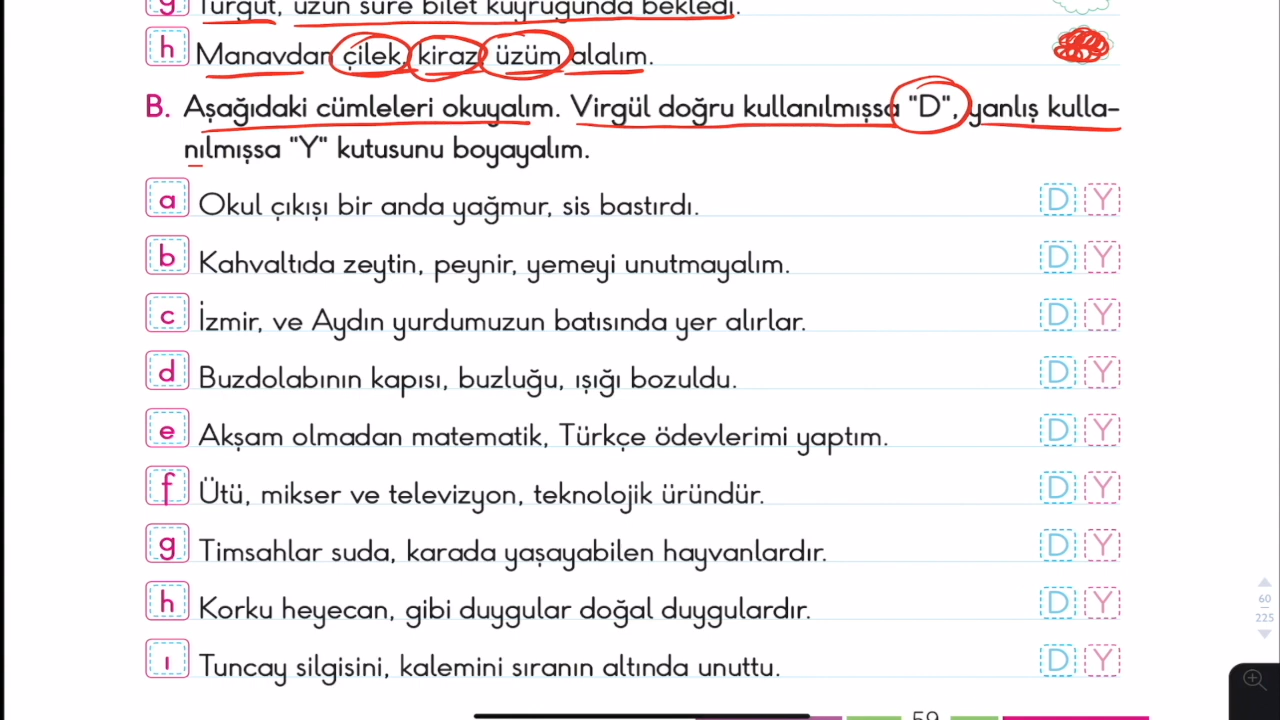 g Turgut, uzun süre bilet kuyruğunda bekledi.
h Manavdan çilek, kiraz, üzüm alalım.
B. Aşağıdaki cümleleri okuyalım. Virgül doğru kullanılmışsa "D", yanlış kulla-
nılmışsa "Y" kutusunu boyayalım.
a Okul çıkışı bir anda yağmur, sis bastırdı. D Y
b Kahvaltıda zeytin, peynir, yemeyi unutmayalım. D Y
c İzmir, ve Aydın yurdumuzun batısında yer alırlar. D Y
d Buzdolabının kapısı, buzluğu, ışığı bozuldu. D Y
e Akşam olmadan matematik, Türkçe ödevlerimi yaptım. D Y
f Ütü, mikser ve televizyon, teknolojik üründür. D Y
g Timsahlar suda, karada yaşayabilen hayvanlardır. D Y
h Korku heyecan, gibi duygular doğal duygulardır. D Y
ı Tuncay silgisini, kalemini sıranın altında unuttu. D Y
60
225
59